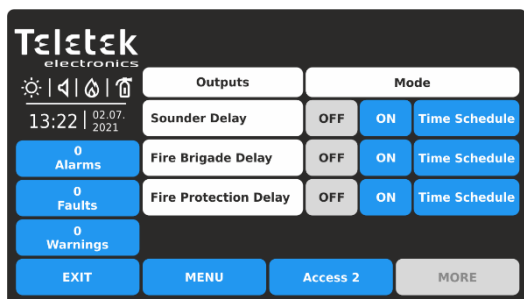 Teletek
electronics
13:22
02.07.
2021
0
Alarms
0
Faults
0
Warnings
EXIT
Outputs
Mode
Sounder Delay
OFF
ON
Time Schedule
Fire Brigade Delay
OFF
ON
Time Schedule
Fire Protection Delay
OFF
ON
Time Schedule
MENU
Access 2
MORE